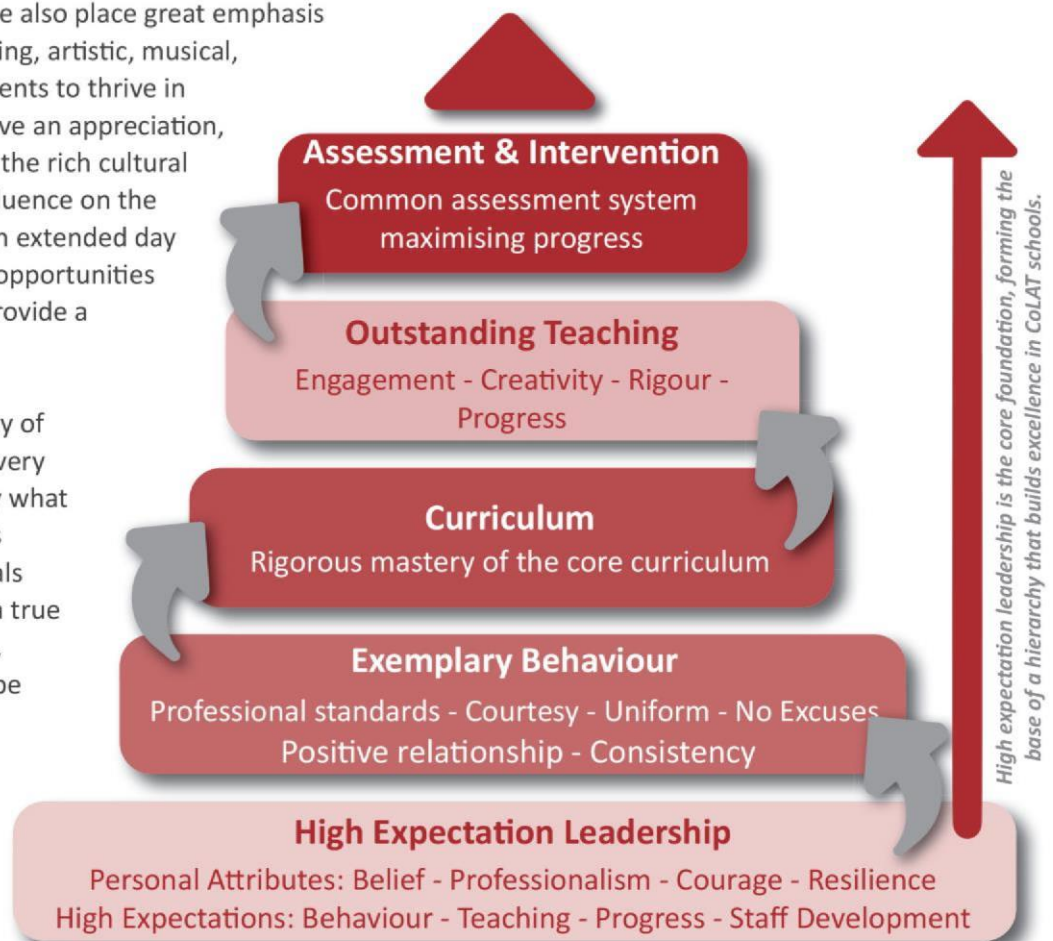 e also place great emphasis
ing, artistic, musical,
ents to thrive in
ve an appreciation,
the rich cultural
luence on the
n extended day
opportunities
rovide a
y of
very
what
s
als
true
be
Assessment & Intervention
Common assessment system
maximising progress
Outstanding Teaching
Engagement - Creativity - Rigour -
Progress
Curriculum
Rigorous mastery of the core curriculum
Exemplary Behaviour
Professional standards - Courtesy - Uniform - No Excuses
Positive relationship - Consistency
High Expectation Leadership
Personal Attributes: Belief - Professionalism - Courage - Resilience
High Expectations: Behaviour - Teaching - Progress - Staff Development
High expectation leadership is the core foundation, forming the
base of a hierarchy that builds excellence in CoLAT schools.